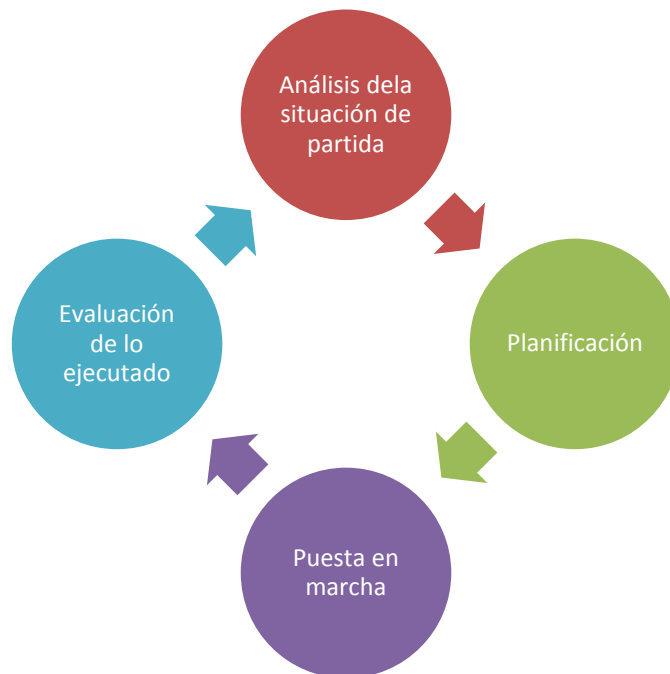 Análisis dela
situación de
partida
Planificación
Puesta en
marcha
Evaluación
de lo
ejecutado